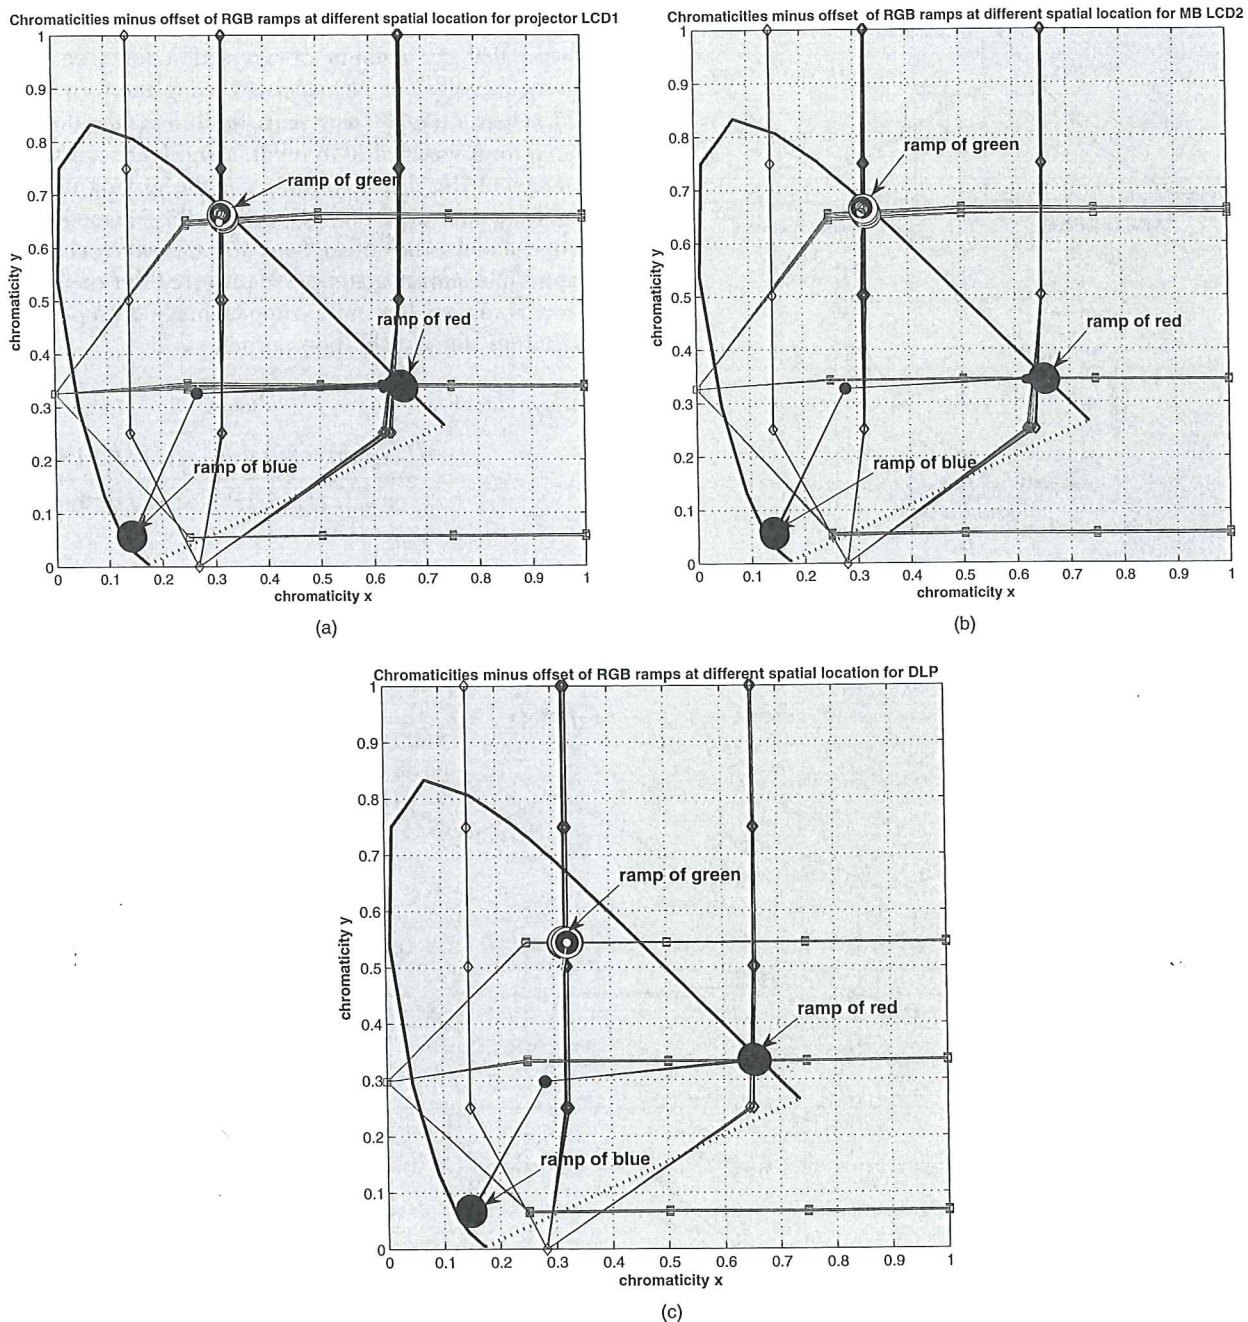 Chromaticities minus offset of RGB ramps at different spatial location for projector LCD1
1
0.9
0.8
0.7
0.6
0.5
0.4
0.3
0.2
0.1
0
chromaticity y
ramp of green
ramp of red
ramp of blue
0 0.1 0.2 0.3 0.4 0.5 0.6 0.7 0.8 0.9 1
chromaticity x
(a)
Chromaticities minus offset of RGB ramps at different spatial location for MB LCD2
1
0.9
0.8
0.7
0.6
0.5
0.4
0.3
0.2
0.1
0
chromaticity y
ramp of green
ramp of red
ramp of blue
0 0.1 0.2 0.3 0.4 0.5 0.6 0.7 0.8 0.9 1
chromaticity x
(b)
Chromaticities minus offset of RGB ramps at different spatial location for DLP
1
0.9
0.8
0.7
0.6
0.5
0.4
0.3
0.2
0.1
0
chromaticity y
ramp of green
ramp of red
ramp of blue
0 0.1 0.2 0.3 0.4 0.5 0.6 0.7 0.8 0.9 1
chromaticity x
(c)